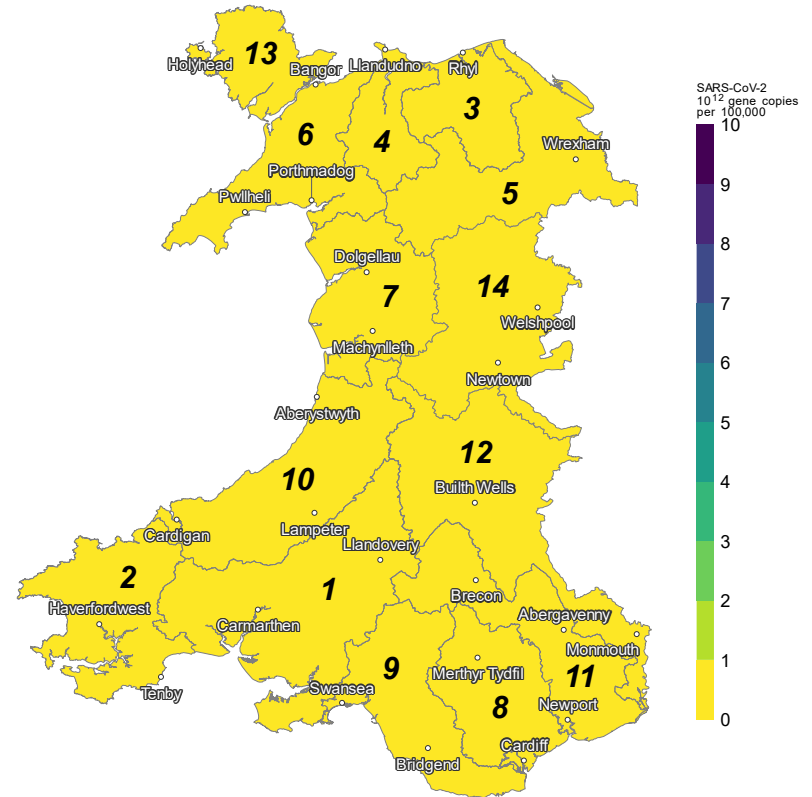 13
Holyhead
Bangor
Llandudno
Rhyl
SARS-CoV-2
10¹² gene copies
per 100,000
10
9
8
7
6
5
4
3
2
1
0
3
6
4
Wrexham
Porthmadog
Pwllheli
5
Dolgellau
7
14
Welshpool
Machynlleth
Newtown
Aberystwyth
12
10
Builth Wells
Cardigan
Lampeter
Llandovery
2
1
Brecon
Haverfordwest
Abergavenny
Carmarthen
Monmouth
9
Merthyr Tydfil
11
Tenby
Swansea
8
Newport
Cardiff
Bridgend